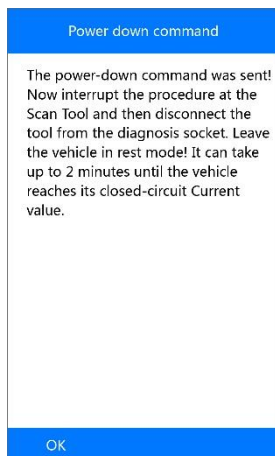 Power down command
The power-down command was sent!
Now interrupt the procedure at the
Scan Tool and then disconnect the
tool from the diagnosis socket. Leave
the vehicle in rest mode! It can take
up to 2 minutes until the vehicle
reaches its closed-circuit Current
value.
OK